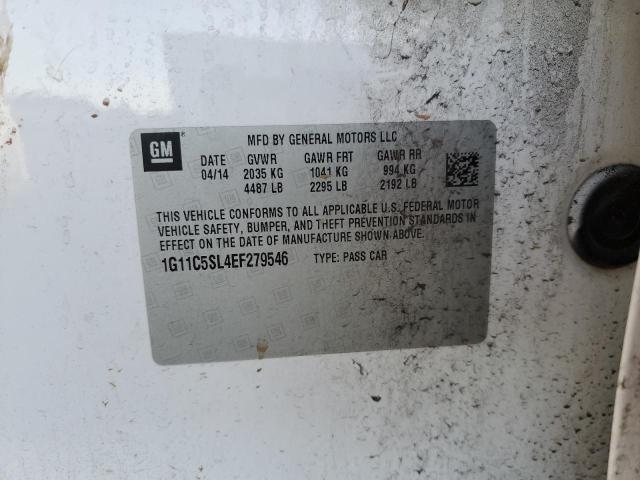 GM ®
MFD BY GENERAL MOTORS LLC
DATE GVWR GAWR FRT GAWR RR
04/14 2035 KG 1041 KG 994 KG
4487 LB 2295 LB 2192 LB
THIS VEHICLE CONFORMS TO ALL APPLICABLE U.S. FEDERAL MOTOR
VEHICLE SAFETY, BUMPER, AND THEFT PREVENTION STANDARDS IN
EFFECT ON THE DATE OF MANUFACTURE SHOWN ABOVE.
1G11C5SL4EF279546 TYPE: PASS CAR